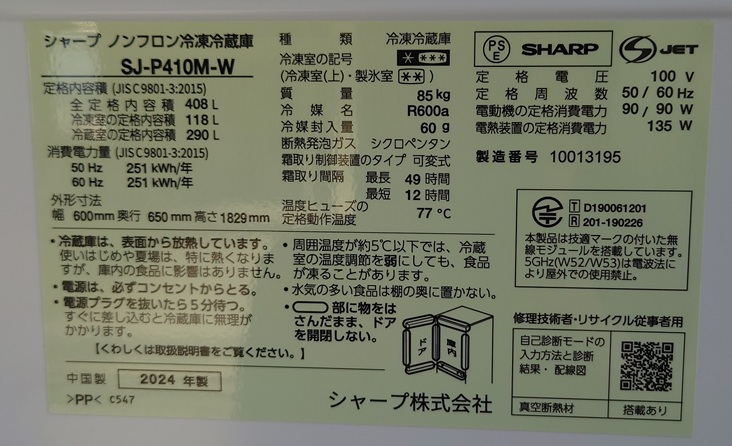 シャープ ノンフロン冷凍冷蔵庫
SJ-P410M-W
定格内容積 (JIS C 9801-3:2015)
全定格内容積 408 L
冷凍室の定格内容積 118 L
冷蔵室の定格内容積 290 L
消費電力量 (JIS C 9801-3:2015)
50 Hz 251 kWh/年
60 Hz 251 kWh/年
外形寸法
幅 600mm 奥行 650mm 高さ1829mm
種類 冷凍冷蔵庫
冷凍室の記号 * ***
(冷凍室(上)・製氷室 **)
質量 85 kg
冷媒名 R600a
冷媒封入量 60 g
断熱発泡ガス シクロペンタン
霜取り制御装置のタイプ 可変式
霜取り間隔 最長 49 時間
最短 12 時間
温度ヒューズの
定格動作温度 77 ℃
PS
E
SHARP
S JET
定格電圧 100 V
定格周波数 50 / 60 Hz
電動機の定格消費電力 90 / 90 W
電熱装置の定格消費電力 135 W
製造番号 10013195
T D190061201
R 201-190226
本製品は技適マークの付いた無
線モジュールを搭載しています。
5GHz(W52/W53)は電波法に
より屋外での使用禁止。
・冷蔵庫は、表面から放熱しています。
使いはじめや夏場は、特に熱くなりま
すが、庫内の食品に影響はありません。
・電源は、必ずコンセントからとる。
・電源プラグを抜いたら5分待つ。
すぐに差し込むと冷蔵庫に無理が
かかります。
【くわしくは取扱説明書をご覧ください。】
・周囲温度が約5℃以下では、冷蔵
室の温度調節を弱にしても、食品
が凍ることがあります。
・水気の多い食品は棚の奥に置かない。
・部に物をは
さんだまま、ドア
を開閉しない。
ドア
庫内
中国製 2024 年製
>PP< C547
シャープ株式会社
修理技術者・リサイクル従事者用
自己診断モードの
入力方法と診断
結果・配線図
真空断熱材 搭載あり